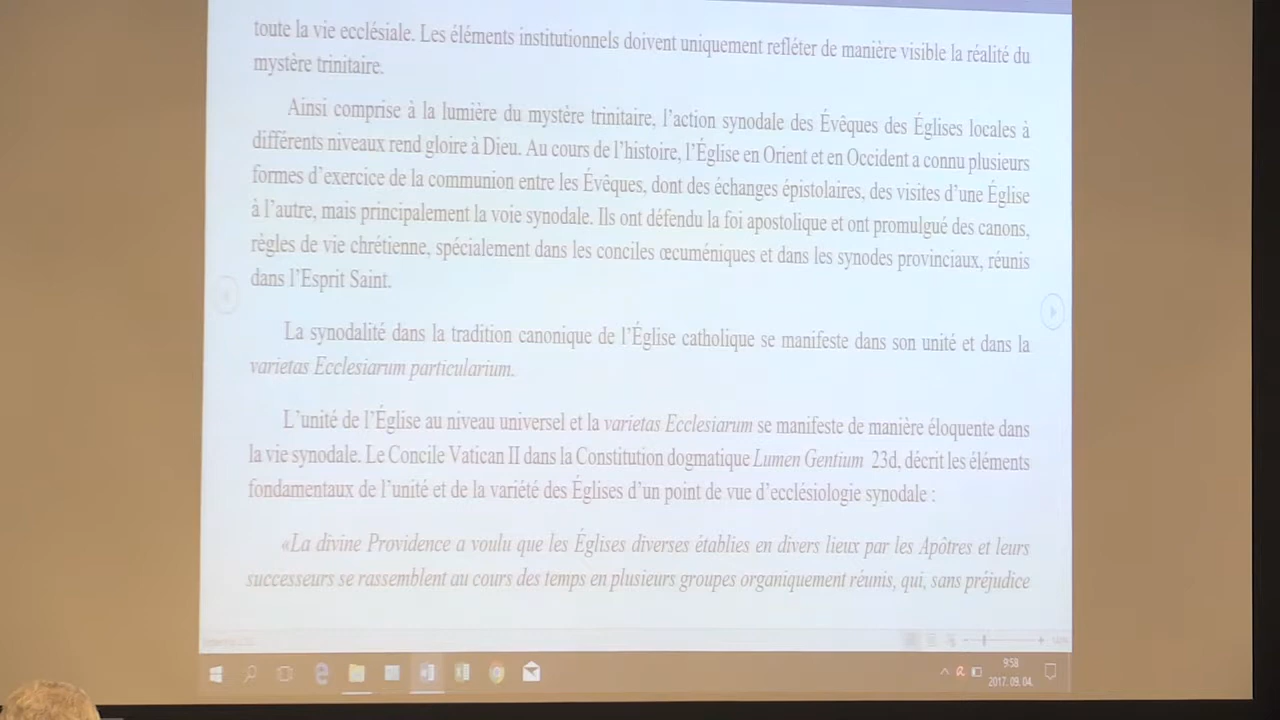 toute la vie ecclésiale. Les éléments institutionnels doivent uniquement refléter de manière visible la réalité du
mystère trinitaire.
Ainsi comprise à la lumière du mystère trinitaire, l’action synodale des Évêques des Églises locales à
différents niveaux rend gloire à Dieu. Au cours de l’histoire, l’Église en Orient et en Occident a connu plusieurs
formes d’exercice de la communion entre les Évêques, dont des échanges épistolaires, des visites d’une Église
à l’autre, mais principalement la voie synodale. Ils ont défendu la foi apostolique et ont promulgué des canons,
règles de vie chrétienne, spécialement dans les conciles œcuméniques et dans les synodes provinciaux, réunis
dans l’Esprit Saint.
La synodalité dans la tradition canonique de l’Église catholique se manifeste dans son unité et dans la
varietas Ecclesiarum particularium.
L’unité de l’Église au niveau universel et la varietas Ecclesiarum se manifeste de manière éloquente dans
la vie synodale. Le Concile Vatican II dans la Constitution dogmatique Lumen Gentium 23d, décrit les éléments
fondamentaux de l’unité et de la variété des Églises d’un point de vue d’ecclésiologie synodale :
«La divine Providence a voulu que les Églises diverses établies en divers lieux par les Apôtres et leurs
successeurs se rassemblent au cours des temps en plusieurs groupes organiquement réunis, qui, sans préjudice
9:58
2017. 09. 04.